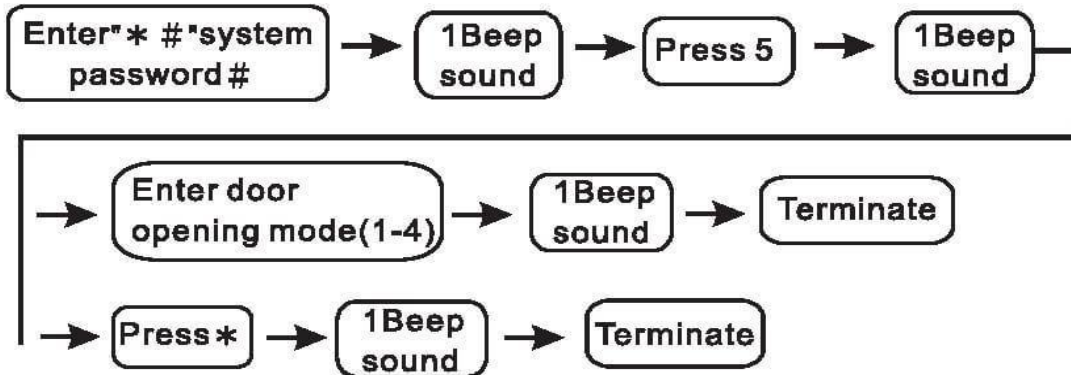 Enter"* #"system
password #
1Beep
sound
Press 5
1Beep
sound
Enter door
opening mode(1-4)
1Beep
sound
Terminate
Press*
1Beep
sound
Terminate